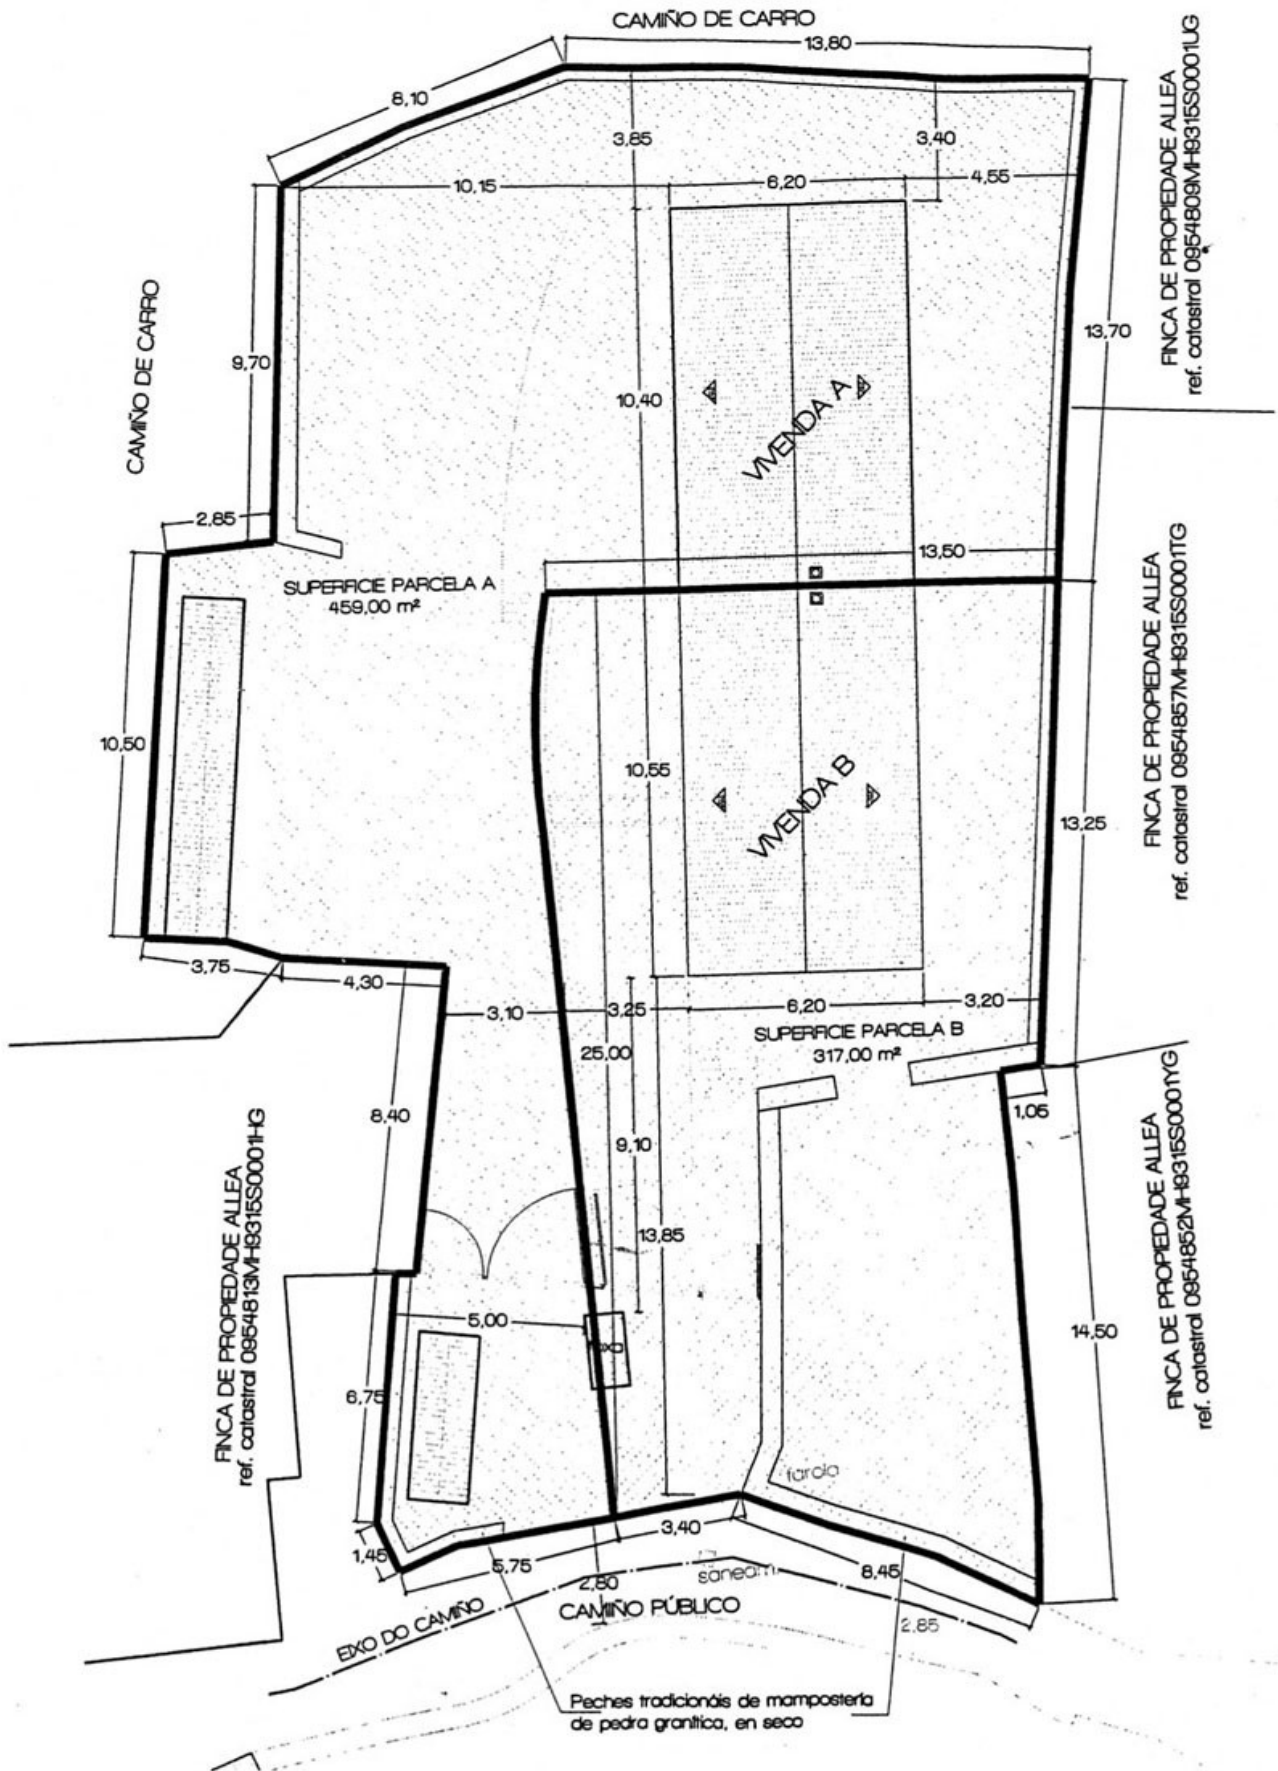 CAMIÑO DE CARRO
13,80
8,10
3,85
3,40
10,15
6,20
4,55
FINCA DE PROPIEDADE ALLEA
ref. catastral 0954809MH9315S0001UG
CAMIÑO DE CARRO
9,70
13,70
10,40
VIVENDA A
2,85
13,50
SUPERFICIE PARCELA A
459,00 m²
FINCA DE PROPIEDADE ALLEA
ref. catastral 0954857MH9315S0001TG
10,50
10,55
VIVENDA B
13,25
3,75
4,30
3,10
3,25
6,20
3,20
SUPERFICIE PARCELA B
317,00 m²
25,00
1,05
8,40
9,10
FINCA DE PROPIEDADE ALLEA
ref. catastral 0954813MH9315S0001HG
13,85
FINCA DE PROPIEDADE ALLEA
ref. catastral 0954852MH9315S0001YG
5,00
14,50
6,75
farola
1,45
5,75
3,40
2,80
saneam.
8,45
2,85
EIXO DO CAMIÑO
CAMIÑO PÚBLICO
Peches tradicionáis de mampostería
de pedra granítica, en seco